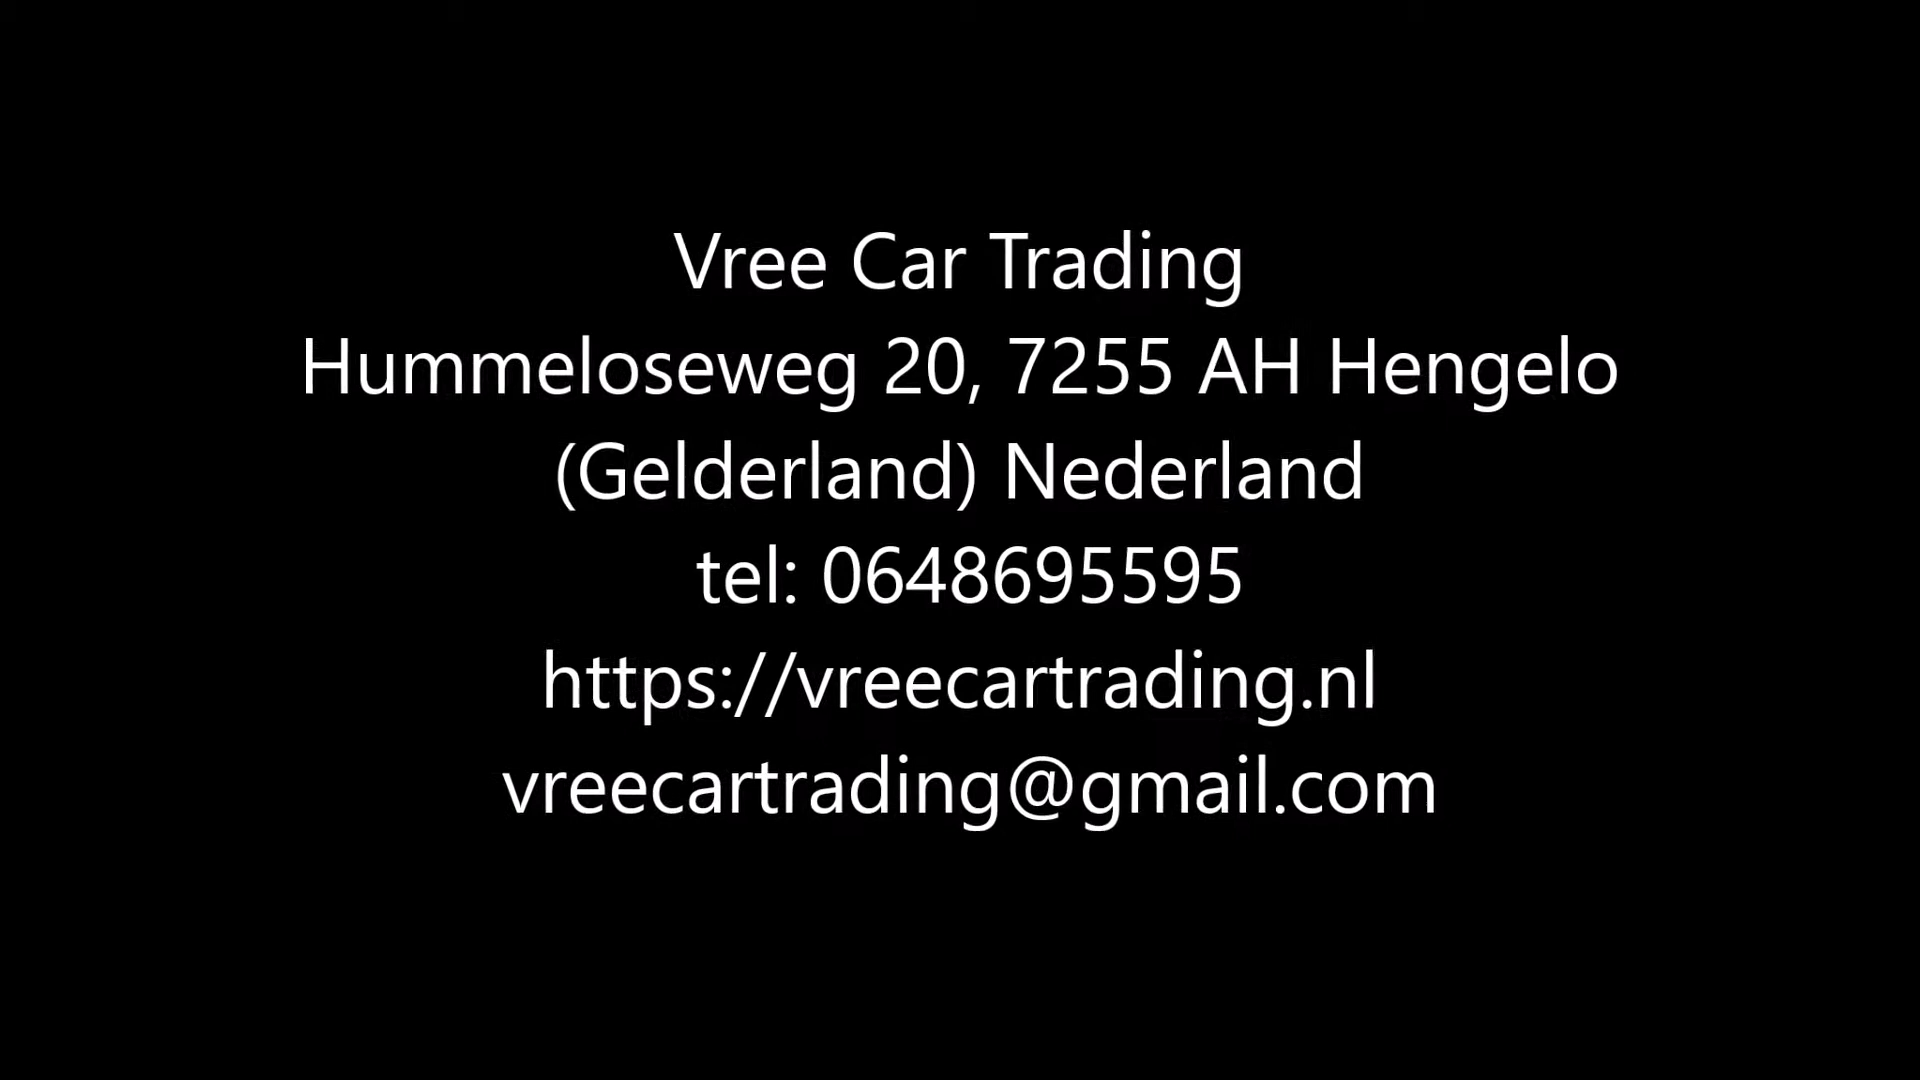 Vree Car Trading
Hummeloseweg 20, 7255 AH Hengelo
(Gelderland) Nederland
tel: 0648695595
https://vreecartrading.nl
vreecartrading@gmail.com